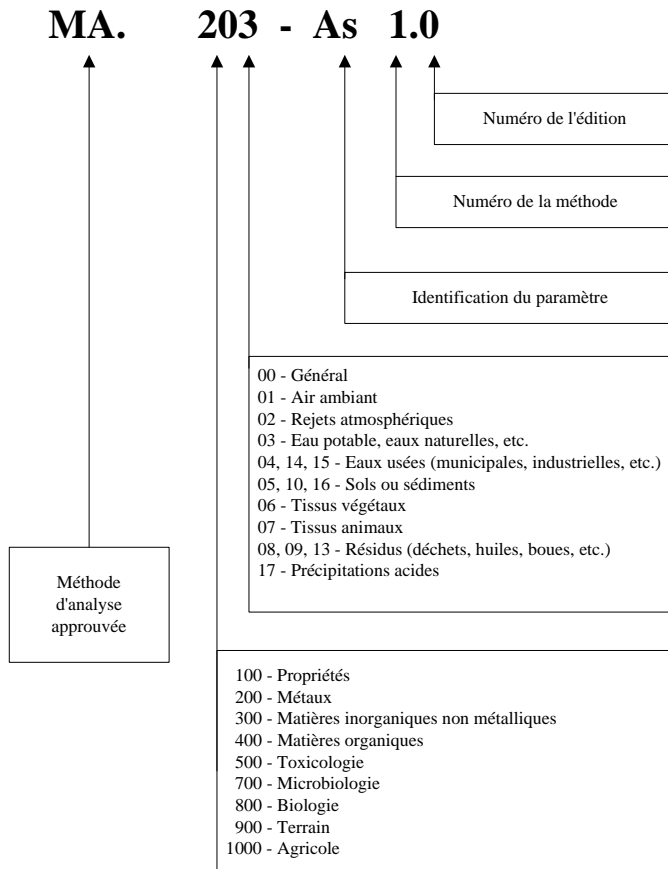 MA. 203 - As 1.0
Numéro de l'édition
Numéro de la méthode
Identification du paramètre
00 - Général
01 - Air ambiant
02 - Rejets atmosphériques
03 - Eau potable, eaux naturelles, etc.
04, 14, 15 - Eaux usées (municipales, industrielles, etc.)
05, 10, 16 - Sols ou sédiments
06 - Tissus végétaux
07 - Tissus animaux
08, 09, 13 - Résidus (déchets, huiles, boues, etc.)
17 - Précipitations acides
Méthode
d'analyse
approuvée
100 - Propriétés
200 - Métaux
300 - Matières inorganiques non métalliques
400 - Matières organiques
500 - Toxicologie
700 - Microbiologie
800 - Biologie
900 - Terrain
1000 - Agricole